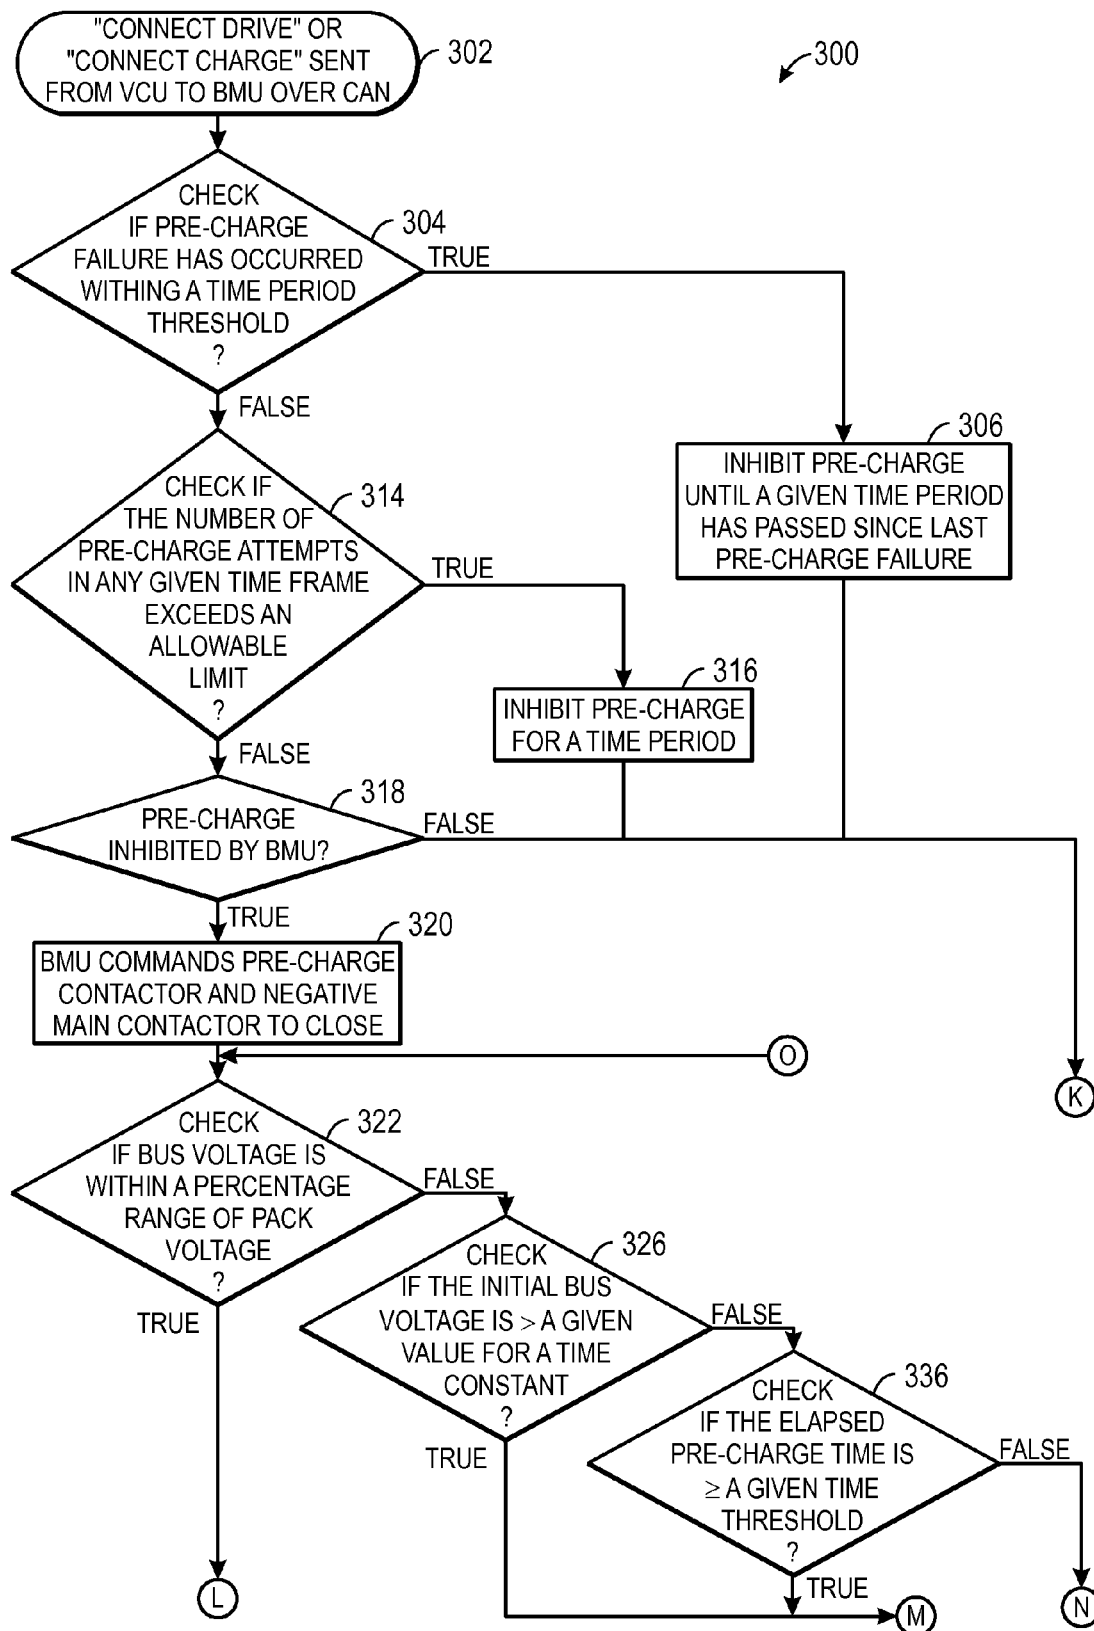 "CONNECT DRIVE" OR
"CONNECT CHARGE" SENT
FROM VCU TO BMU OVER CAN
302
300
CHECK
IF PRE-CHARGE
FAILURE HAS OCCURRED
WITHING A TIME PERIOD
THRESHOLD
?
304
TRUE
FALSE
306
INHIBIT PRE-CHARGE
UNTIL A GIVEN TIME PERIOD
HAS PASSED SINCE LAST
PRE-CHARGE FAILURE
CHECK IF
THE NUMBER OF
PRE-CHARGE ATTEMPTS
IN ANY GIVEN TIME FRAME
EXCEEDS AN
ALLOWABLE
LIMIT
?
314
TRUE
FALSE
316
INHIBIT PRE-CHARGE
FOR A TIME PERIOD
PRE-CHARGE
INHIBITED BY BMU?
318
FALSE
TRUE
320
BMU COMMANDS PRE-CHARGE
CONTACTOR AND NEGATIVE
MAIN CONTACTOR TO CLOSE
O
K
CHECK
IF BUS VOLTAGE IS
WITHIN A PERCENTAGE
RANGE OF PACK
VOLTAGE
?
322
FALSE
TRUE
CHECK
IF THE INITIAL BUS
VOLTAGE IS > A GIVEN
VALUE FOR A TIME
CONSTANT
?
326
FALSE
TRUE
CHECK
IF THE ELAPSED
PRE-CHARGE TIME IS
≥ A GIVEN TIME
THRESHOLD
?
336
FALSE
TRUE
L
M
N